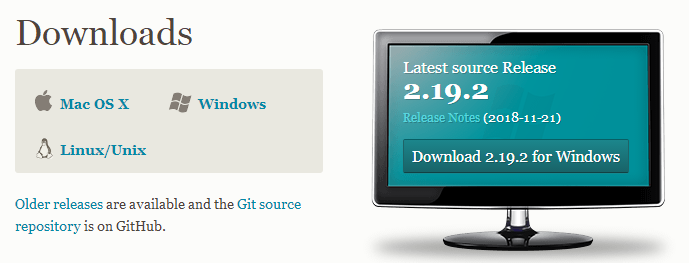 Downloads
Mac OS X
Windows
Linux/Unix
Older releases are available and the Git source
repository is on GitHub.
Latest source Release
2.19.2
Release Notes (2018-11-21)
Download 2.19.2 for Windows